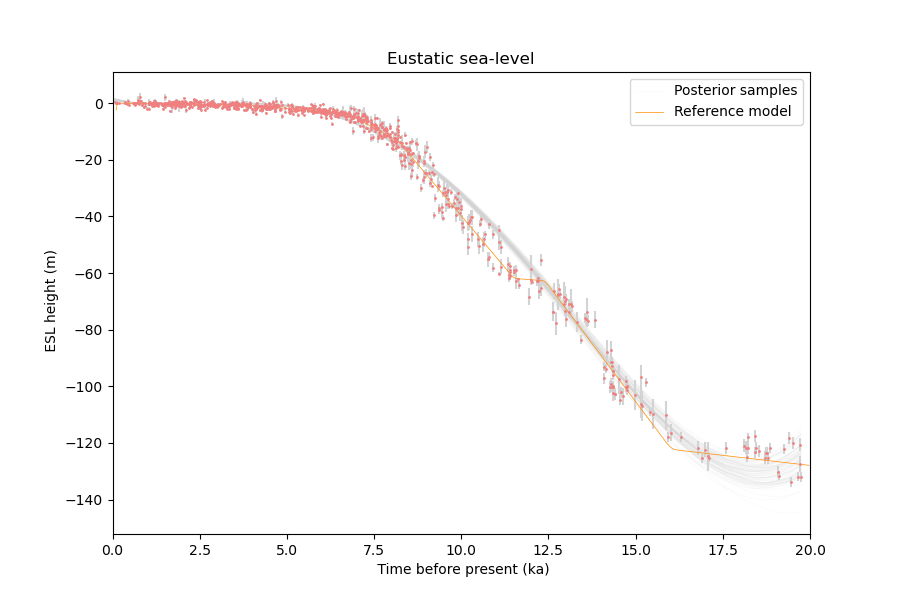 Eustatic sea-level
Posterior samples
Reference model
0
−20
−40
−60
−80
−100
−120
−140
ESL height (m)
0.0 2.5 5.0 7.5 10.0 12.5 15.0 17.5 20.0
Time before present (ka)